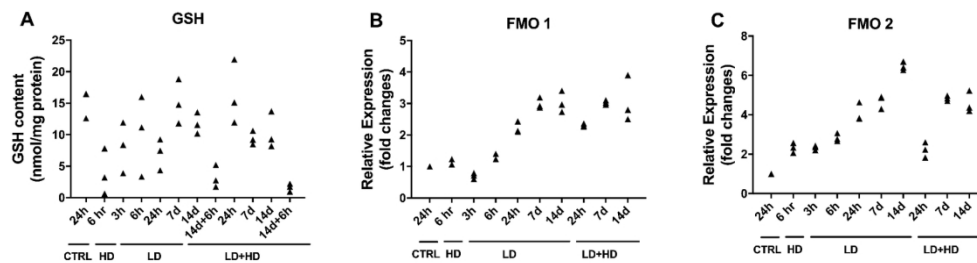 A
GSH
GSH content
(nmol/mg protein)
25
20
15
10
5
0
24h
6 hr
3h
6h
24h
7d
14d
14d+6h
24h
7d
14d
14d+6h
CTRL HD LD LD+HD
B
FMO 1
Relative Expression
(fold changes)
5
4
3
2
1
0
24h
6 hr
3h
6h
24h
7d
14d
24h
7d
14d
CTRL HD LD LD+HD
C
FMO 2
Relative Expression
(fold changes)
8
6
4
2
0
24h
6 hr
3h
6h
24h
7d
14d
24h
7d
14d
CTRL HD LD LD+HD